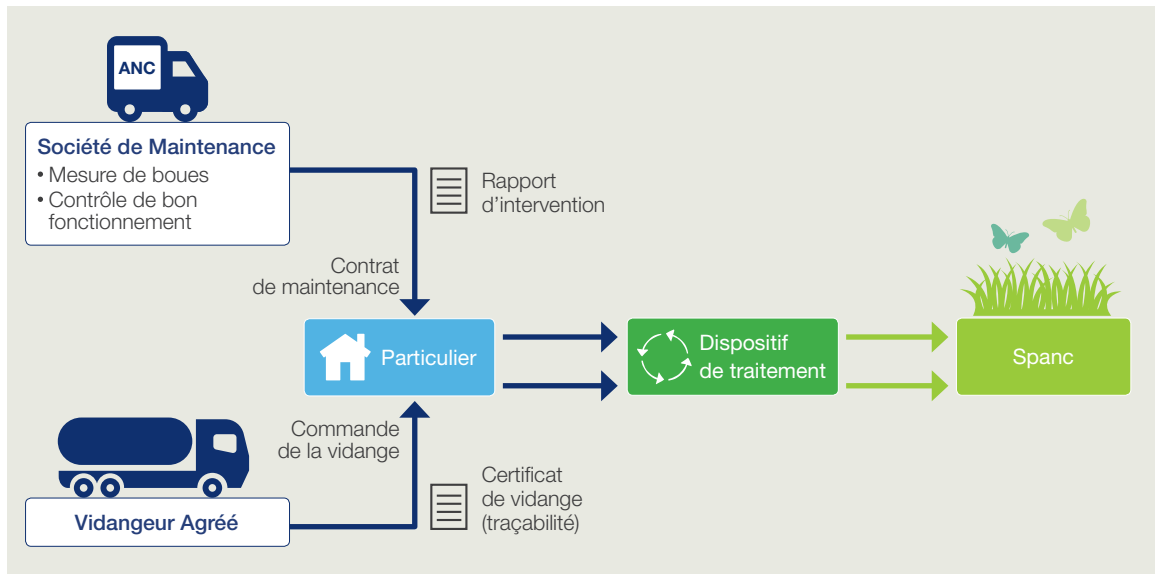 ANC
Société de Maintenance
• Mesure de boues
• Contrôle de bon
fonctionnement
Rapport
d’intervention
Contrat
de maintenance
Particulier
Dispositif
de traitement
Spanc
Commande
de la vidange
Certificat
de vidange
(traçabilité)
Vidangeur Agréé